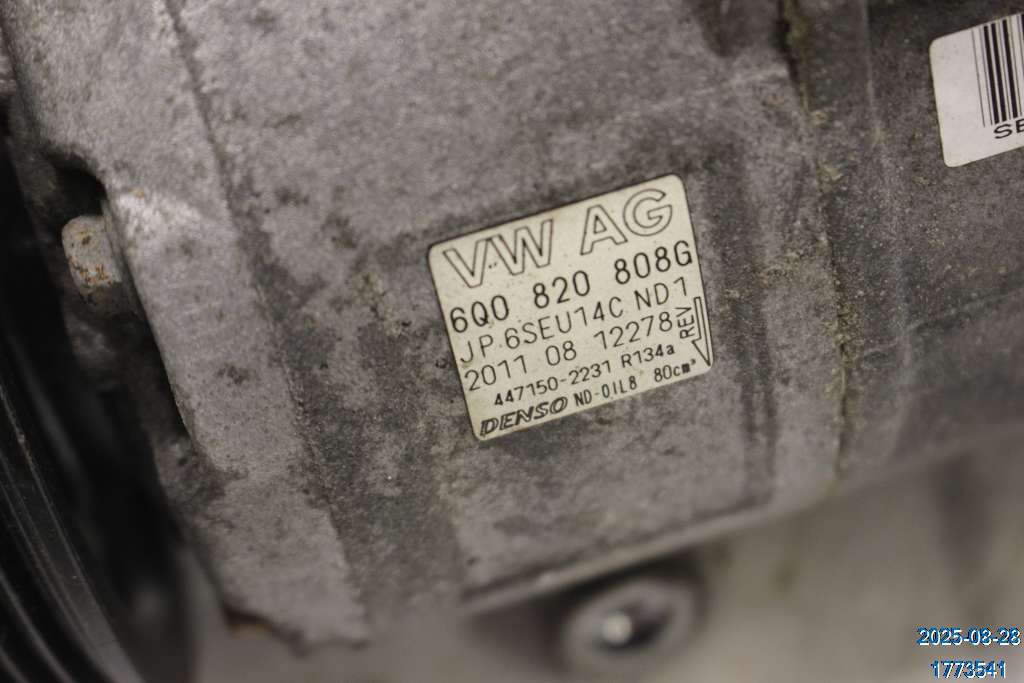 VW AG
6Q0 820 808G
JP 6SEU14C ND1
2011 08 12278
REV
447150-2231 R134a
DENSO ND-OIL8 80cm³
SE
2025-08-28
1773541